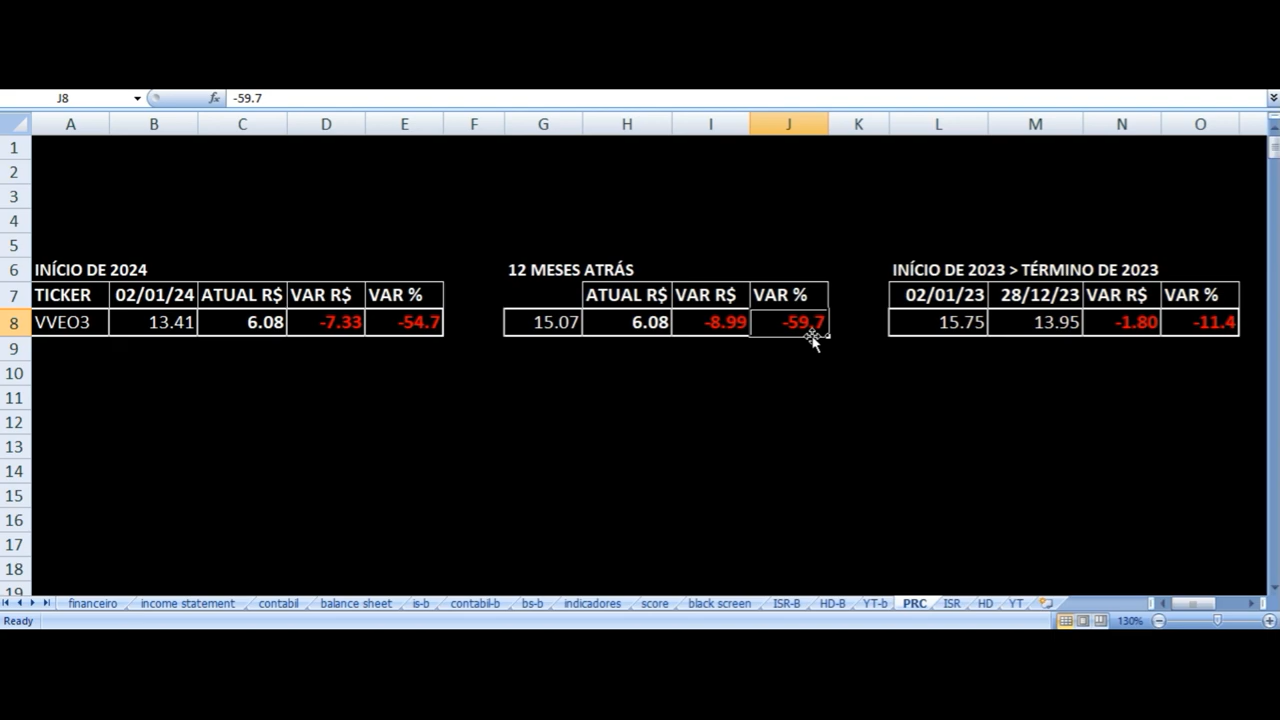 J8 fx -59.7
A B C D E F G H I J K L M N O
1
2
3
4
5
6 INÍCIO DE 2024 12 MESES ATRÁS INÍCIO DE 2023 > TÉRMINO DE 2023
7 TICKER 02/01/24 ATUAL R$ VAR R$ VAR % ATUAL R$ VAR R$ VAR % 02/01/23 28/12/23 VAR R$ VAR %
8 VVEO3 13.41 6.08 -7.33 -54.7 15.07 6.08 -8.99 -59.7 15.75 13.95 -1.80 -11.4
9
10
11
12
13
14
15
16
17
18
19
financeiro income statement contabil balance sheet is-b contabil-b bs-b indicadores score black screen ISR-B HD-B YT-b PRC ISR HD YT
Ready 130%